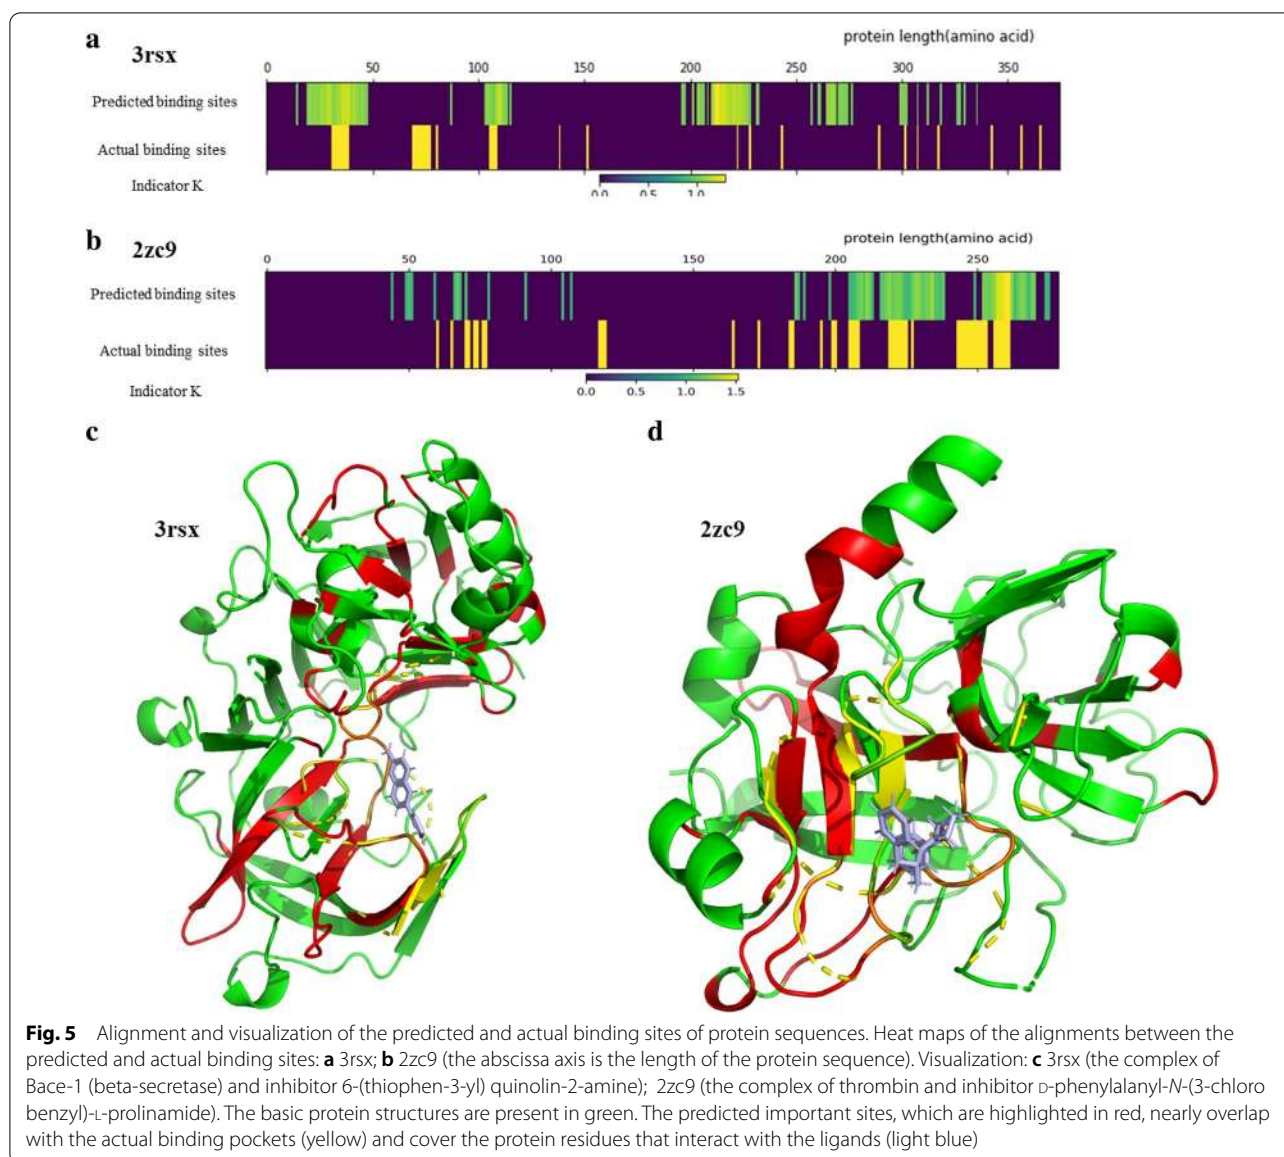 a
3rsx
protein length(amino acid)
0 50 100 150 200 250 300 350
Predicted binding sites
Actual binding sites
Indicator K
0.0 0.5 1.0
b
2zc9
protein length(amino acid)
0 50 100 150 200 250
Predicted binding sites
Actual binding sites
Indicator K
0.0 0.5 1.0 1.5
c
d
3rsx
2zc9
Fig. 5 Alignment and visualization of the predicted and actual binding sites of protein sequences. Heat maps of the alignments between the
predicted and actual binding sites: a 3rsx; b 2zc9 (the abscissa axis is the length of the protein sequence). Visualization: c 3rsx (the complex of
Bace-1 (beta-secretase) and inhibitor 6-(thiophen-3-yl) quinolin-2-amine); 2zc9 (the complex of thrombin and inhibitor D-phenylalanyl-N-(3-chloro
benzyl)-L-prolinamide). The basic protein structures are present in green. The predicted important sites, which are highlighted in red, nearly overlap
with the actual binding pockets (yellow) and cover the protein residues that interact with the ligands (light blue)